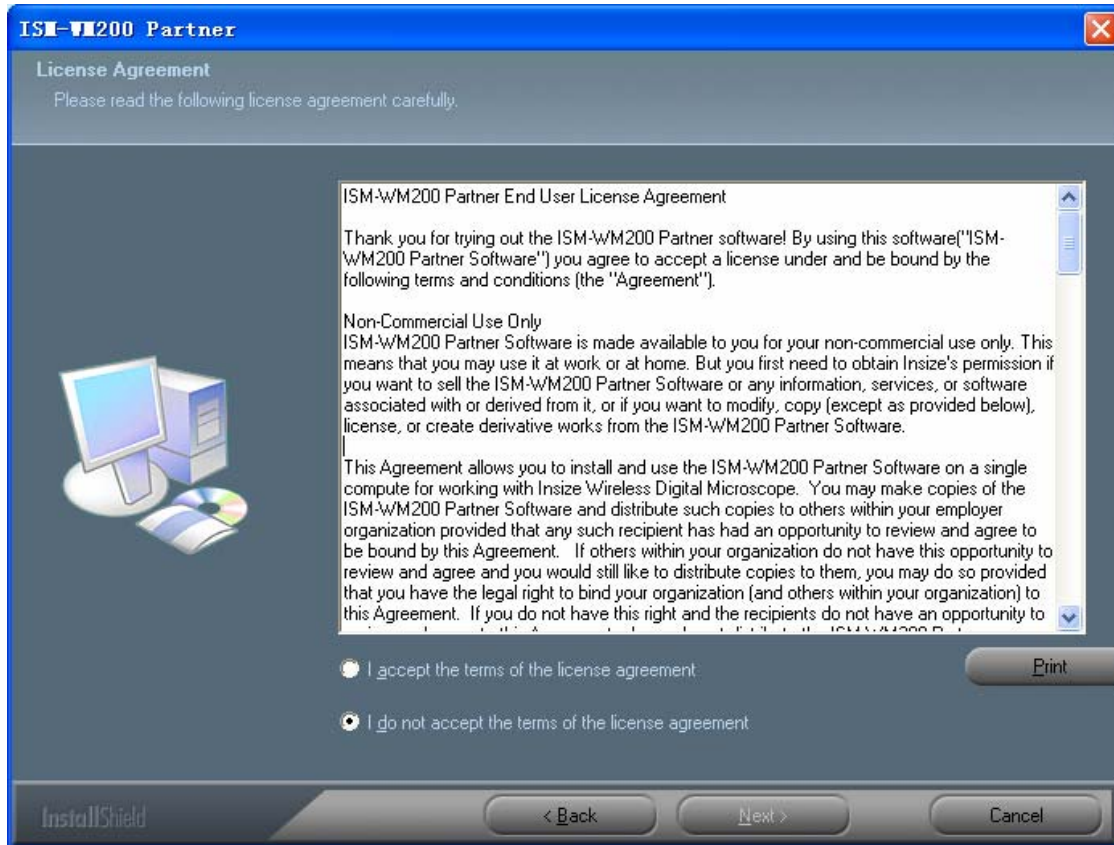 ISM-WM200 Partner
License Agreement
Please read the following license agreement carefully.
ISM-WM200 Partner End User License Agreement
Thank you for trying out the ISM-WM200 Partner software! By using this software("ISM-
WM200 Partner Software") you agree to accept a license under and be bound by the
following terms and conditions (the "Agreement").
Non-Commercial Use Only
ISM-WM200 Partner Software is made available to you for your non-commercial use only. This
means that you may use it at work or at home. But you first need to obtain Insize's permission if
you want to sell the ISM-WM200 Partner Software or any information, services, or software
associated with or derived from it, or if you want to modify, copy (except as provided below),
license, or create derivative works from the ISM-WM200 Partner Software.
This Agreement allows you to install and use the ISM-WM200 Partner Software on a single
compute for working with Insize Wireless Digital Microscope. You may make copies of the
ISM-WM200 Partner Software and distribute such copies to others within your employer
organization provided that any such recipient has had an opportunity to review and agree to
be bound by this Agreement. If others within your organization do not have this opportunity to
review and agree and you would still like to distribute copies to them, you may do so provided
that you have the legal right to bind your organization (and others within your organization) to
this Agreement. If you do not have this right and the recipients do not have an opportunity to
I accept the terms of the license agreement
Print
I do not accept the terms of the license agreement
InstallShield
< Back
Next >
Cancel